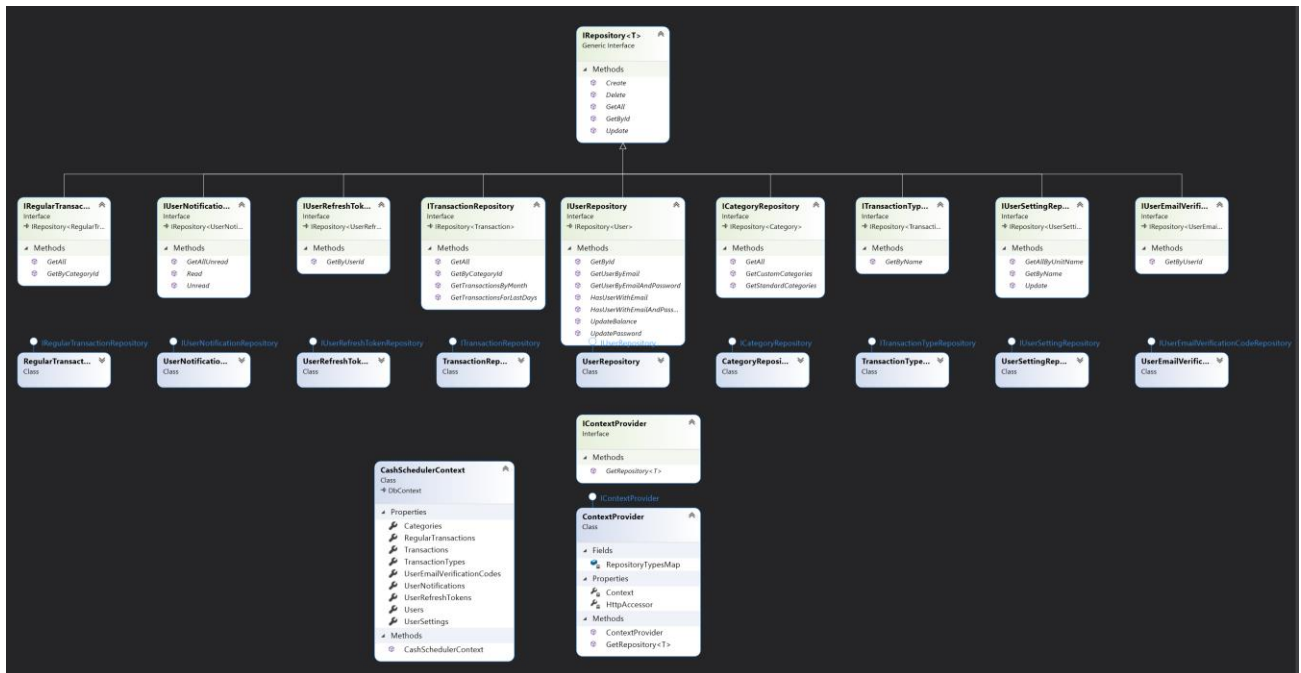 IRepository<T>
Generic Interface
Methods
Create
Delete
GetAll
GetById
Update
IRegularTransac...
Interface
IRepository<RegularTr...
Methods
GetAll
GetByCategoryId
IUserNotificatio...
Interface
IRepository<UserNoti...
Methods
GetAllUnread
Read
Unread
IUserRefreshTok...
Interface
IRepository<UserRefr...
Methods
GetByUserId
ITransactionRepository
Interface
IRepository<Transaction>
Methods
GetAll
GetByCategoryId
GetTransactionsByMonth
GetTransactionsForLastDays
IUserRepository
Interface
IRepository<User>
Methods
GetById
GetUserByEmail
GetUserByEmailAndPassword
HasUserWithEmail
HasUserWithEmailAndPass...
UpdateBalance
UpdatePassword
ICategoryRepository
Interface
IRepository<Category>
Methods
GetAll
GetCustomCategories
GetStandardCategories
ITransactionTyp...
Interface
IRepository<Transacti...
Methods
GetByName
IUserSettingRep...
Interface
IRepository<UserSetti...
Methods
GetAllByUnitName
GetByName
Update
IUserEmailVerifi...
Interface
IRepository<UserEmai...
Methods
GetByUserId
IRegularTransactionRepository
RegularTransact...
Class
IUserNotificationRepository
UserNotificatio...
Class
IUserRefreshTokenRepository
UserRefreshTok...
Class
ITransactionRepository
TransactionRep...
Class
IUserRepository
UserRepository
Class
ICategoryRepository
CategoryReposi...
Class
ITransactionTypeRepository
TransactionType...
Class
IUserSettingRepository
UserSettingRep...
Class
IUserEmailVerificationCodeRepository
UserEmailVerific...
Class
IContextProvider
Interface
Methods
GetRepository<T>
CashSchedulerContext
Class
DbContext
Properties
Categories
RegularTransactions
Transactions
TransactionTypes
UserEmailVerificationCodes
UserNotifications
UserRefreshTokens
Users
UserSettings
Methods
CashSchedulerContext
IContextProvider
ContextProvider
Class
Fields
RepositoryTypesMap
Properties
Context
HttpAccessor
Methods
ContextProvider
GetRepository<T>